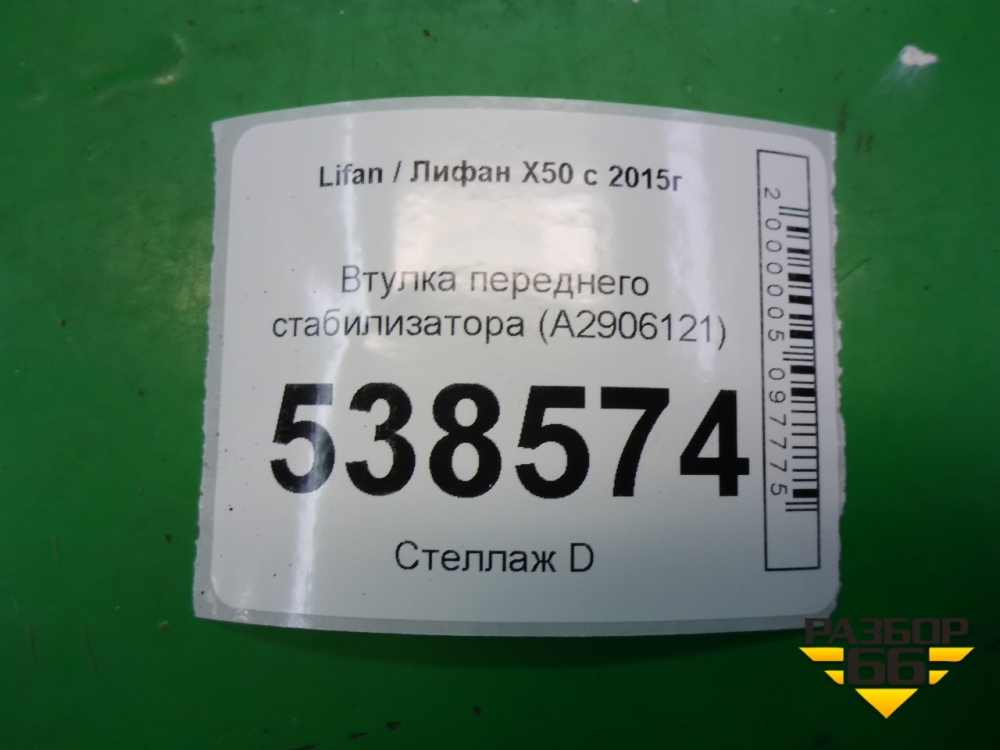 Lifan / Лифан X50 с 2015г
Втулка переднего
стабилизатора (A2906121)
538574
Стеллаж D
2000005097775
РАЗБОР
66